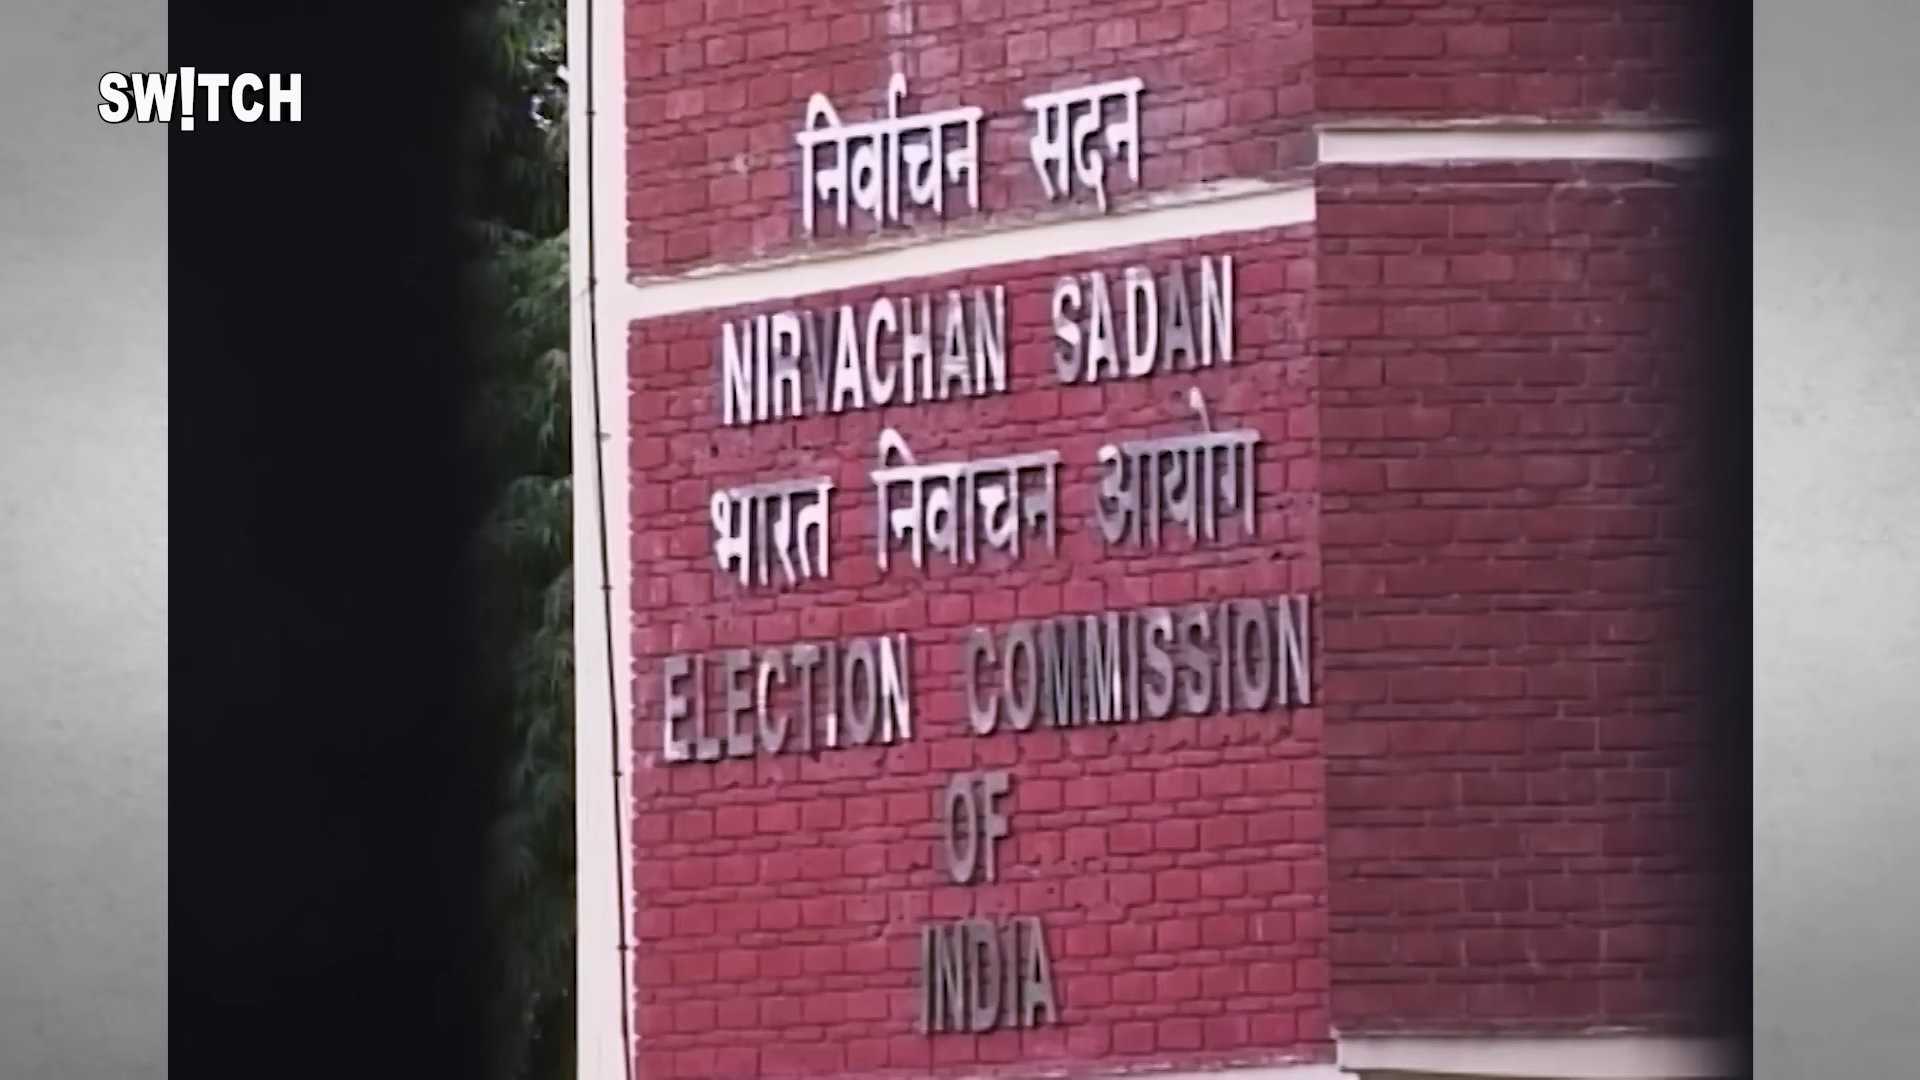 SW!TCH
निर्वाचन सदन
NIRVACHAN SADAN
भारत निवाचन आयोग
ELECTION COMMISSION
OF
INDIA